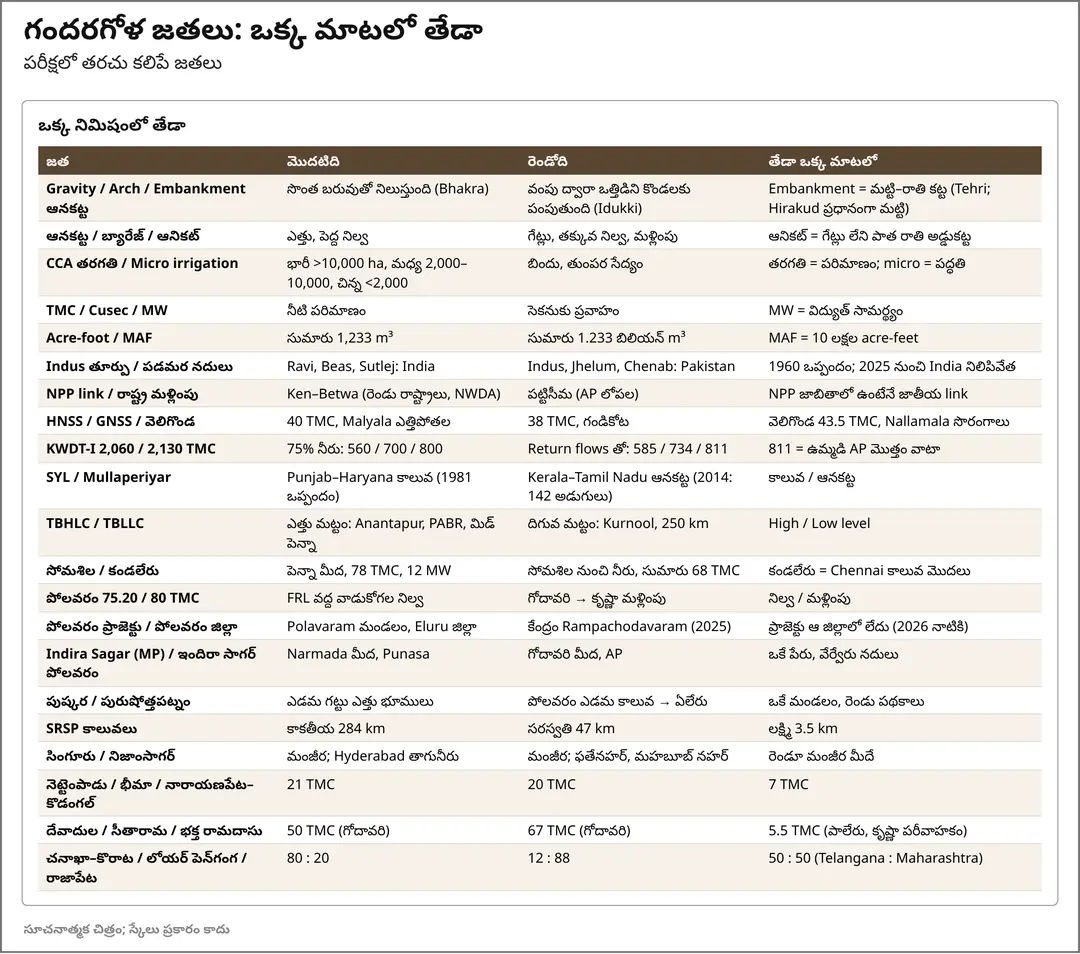 గందరగోళ జతలు: ఒక్క మాటలో తేడా
పరీక్షలో తరచు కలిపే జతలు
ఒక్క నిమిషంలో తేడా
జత మొదటిది రెండోది తేడా ఒక్క మాటలో
Gravity / Arch / Embankment ఆనకట్ట సొంత బరువుతో నిలుస్తుంది (Bhakra) వంపు ద్వారా ఒత్తిడిని కొండలకు పంపుతుంది (Idukki) Embankment = మట్టి–రాతి కట్ట (Tehri; Hirakud ప్రధానంగా మట్టి)
ఆనకట్ట / బ్యారేజ్ / ఆనికట్ ఎత్తు, పెద్ద నిల్వ గేట్లు, తక్కువ నిల్వ, మళ్లింపు ఆనికట్ = గేట్లు లేని పాత రాతి అడ్డుకట్ట
CCA తరగతి / Micro irrigation భారీ >10,000 ha, మధ్య 2,000–10,000, చిన్న <2,000 బిందు, తుంపర సేద్యం తరగతి = పరిమాణం; micro = పద్ధతి
TMC / Cusec / MW నీటి పరిమాణం సెకనుకు ప్రవాహం MW = విద్యుత్ సామర్థ్యం
Acre-foot / MAF సుమారు 1,233 m³ సుమారు 1.233 బిలియన్ m³ MAF = 10 లక్షల acre-feet
Indus తూర్పు / పడమర నదులు Ravi, Beas, Sutlej: India Indus, Jhelum, Chenab: Pakistan 1960 ఒప్పందం; 2025 నుంచి India నిలిపివేత
NPP link / రాష్ట్ర మళ్లింపు Ken–Betwa (రెండు రాష్ట్రాలు, NWDA) పట్టిసీమ (AP లోపల) NPP జాబితాలో ఉంటేనే జాతీయ link
HNSS / GNSS / వెలిగొండ 40 TMC, Malyala ఎత్తిపోతల 38 TMC, గండికోట వెలిగొండ 43.5 TMC, Nallamala సొరంగాలు
KWDT-I 2,060 / 2,130 TMC 75% నీరు: 560 / 700 / 800 Return flows తో: 585 / 734 / 811 811 = ఉమ్మడి AP మొత్తం వాటా
SYL / Mullaperiyar Punjab–Haryana కాలువ (1981 ఒప్పందం) Kerala–Tamil Nadu ఆనకట్ట (2014: 142 అడుగులు) కాలువ / ఆనకట్ట
TBHLC / TBLLC ఎత్తు మట్టం: Anantapur, PABR, మిడ్ పెన్నా దిగువ మట్టం: Kurnool, 250 km High / Low level
సోమశిల / కండలేరు పెన్నా మీద, 78 TMC, 12 MW సోమశిల నుంచి నీరు, సుమారు 68 TMC కండలేరు = Chennai కాలువ మొదలు
పోలవరం 75.20 / 80 TMC FRL వద్ద వాడుకోగల నిల్వ గోదావరి → కృష్ణా మళ్లింపు నిల్వ / మళ్లింపు
పోలవరం ప్రాజెక్టు / పోలవరం జిల్లా Polavaram మండలం, Eluru జిల్లా కేంద్రం Rampachodavaram (2025) ప్రాజెక్టు ఆ జిల్లాలో లేదు (2026 నాటికి)
Indira Sagar (MP) / ఇందిరా సాగర్ పోలవరం Narmada మీద, Punasa గోదావరి మీద, AP ఒకే పేరు, వేర్వేరు నదులు
పుష్కర / పురుషోత్తపట్నం ఎడమ గట్టు ఎత్తు భూములు పోలవరం ఎడమ కాలువ → ఏలేరు ఒకే మండలం, రెండు పథకాలు
SRSP కాలువలు కాకతీయ 284 km సరస్వతి 47 km లక్ష్మి 3.5 km
సింగూరు / నిజాంసాగర్ మంజీర; Hyderabad తాగునీరు మంజీర; ఫతేనహర్, మహబూబ్ నహర్ రెండూ మంజీర మీదే
నెట్టెంపాడు / భీమా / నారాయణపేట–కొడంగల్ 21 TMC 20 TMC 7 TMC
దేవాదుల / సీతారామ / భక్త రామదాసు 50 TMC (గోదావరి) 67 TMC (గోదావరి) 5.5 TMC (పాలేరు, కృష్ణా పరీవాహకం)
చనాఖా–కొరాట / లోయర్ పెన్‌గంగ / రాజాపేట 80 : 20 12 : 88 50 : 50 (Telangana : Maharashtra)
సూచనాత్మక చిత్రం; స్కేలు ప్రకారం కాదు